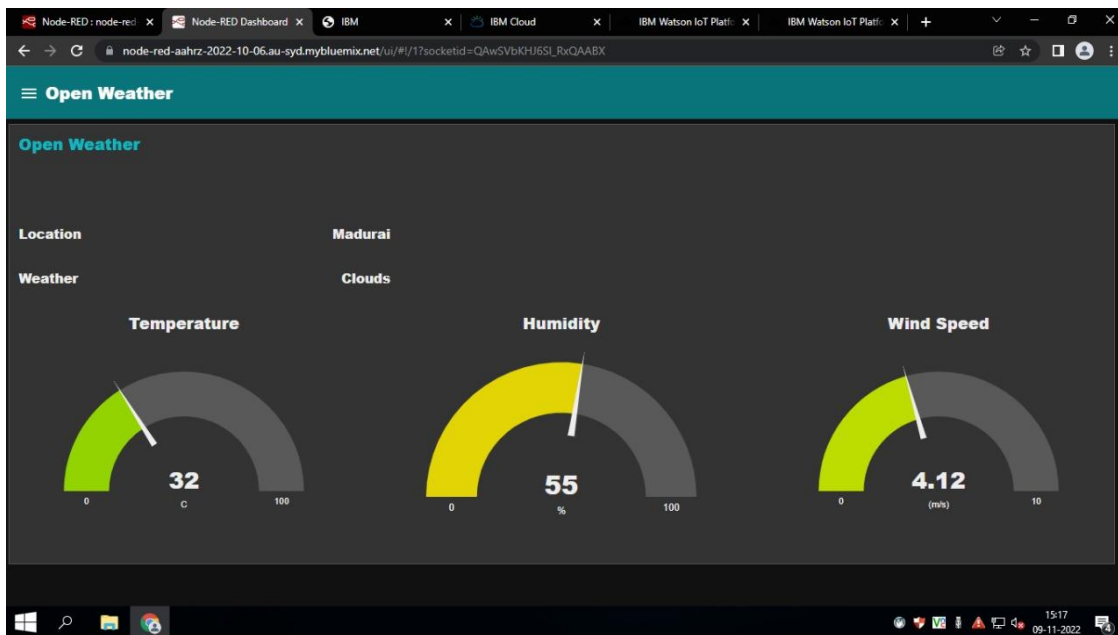 Node-RED : node-red
Node-RED Dashboard
IBM
IBM Cloud
IBM Watson IoT Platfo
IBM Watson IoT Platfo
node-red-aahrz-2022-10-06.au-syd.mybluemix.net/ui/#!/1?socketid=QAwSVbKHJ6SI_RxQAABX
Open Weather
Open Weather
Location Madurai
Weather Clouds
Temperature Humidity Wind Speed
32 55 4.12
C % (m/s)
0 100 0 100 0 10
15:17
09-11-2022
4